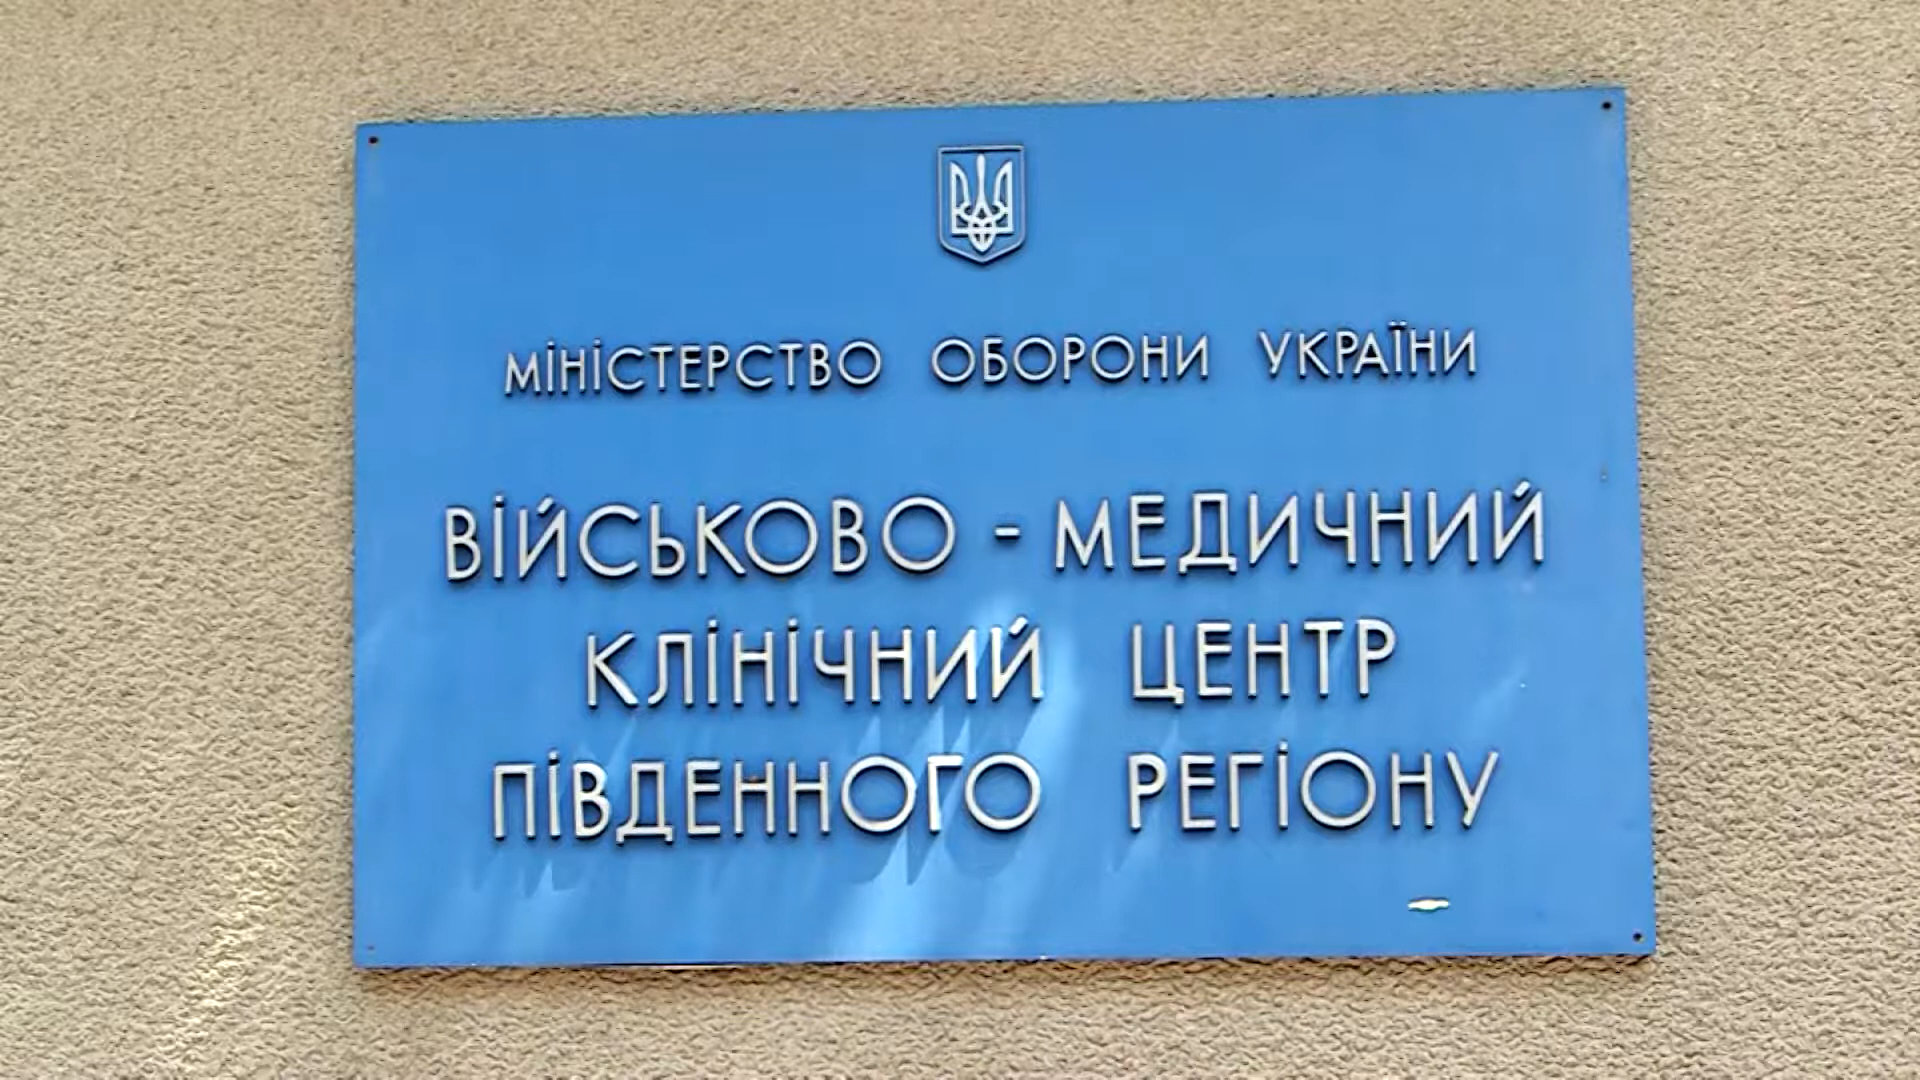 МІНІСТЕРСТВО ОБОРОНИ УКРАЇНИ
ВІЙСЬКОВО - МЕДИЧНИЙ
КЛІНІЧНИЙ ЦЕНТР
ПІВДЕННОГО РЕГІОНУ